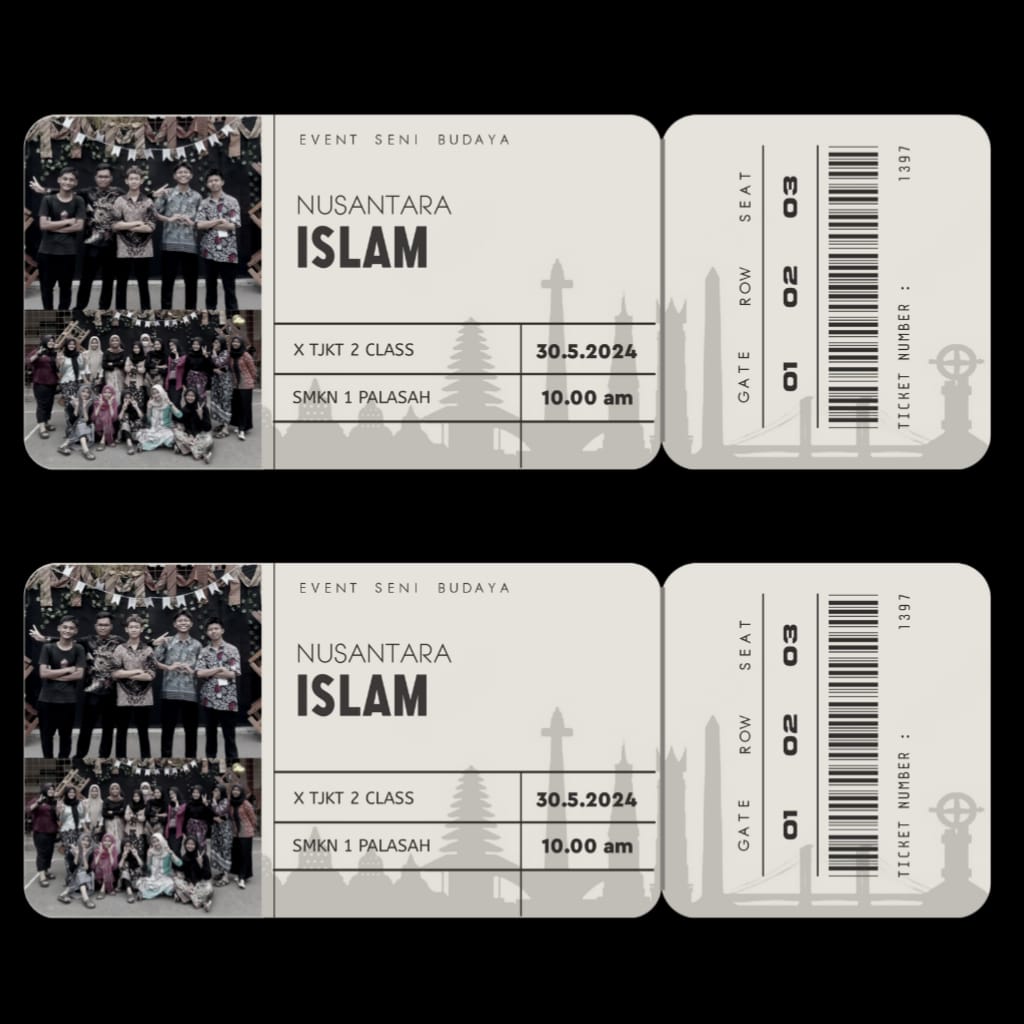 EVENT SENI BUDAYA
NUSANTARA
ISLAM
X TJKT 2 CLASS
30.5.2024
SMKN 1 PALASAH
10.00 am
GATE ROW SEAT
01 02 03
TICKET NUMBER : 1397
EVENT SENI BUDAYA
NUSANTARA
ISLAM
X TJKT 2 CLASS
30.5.2024
SMKN 1 PALASAH
10.00 am
GATE ROW SEAT
01 02 03
TICKET NUMBER : 1397